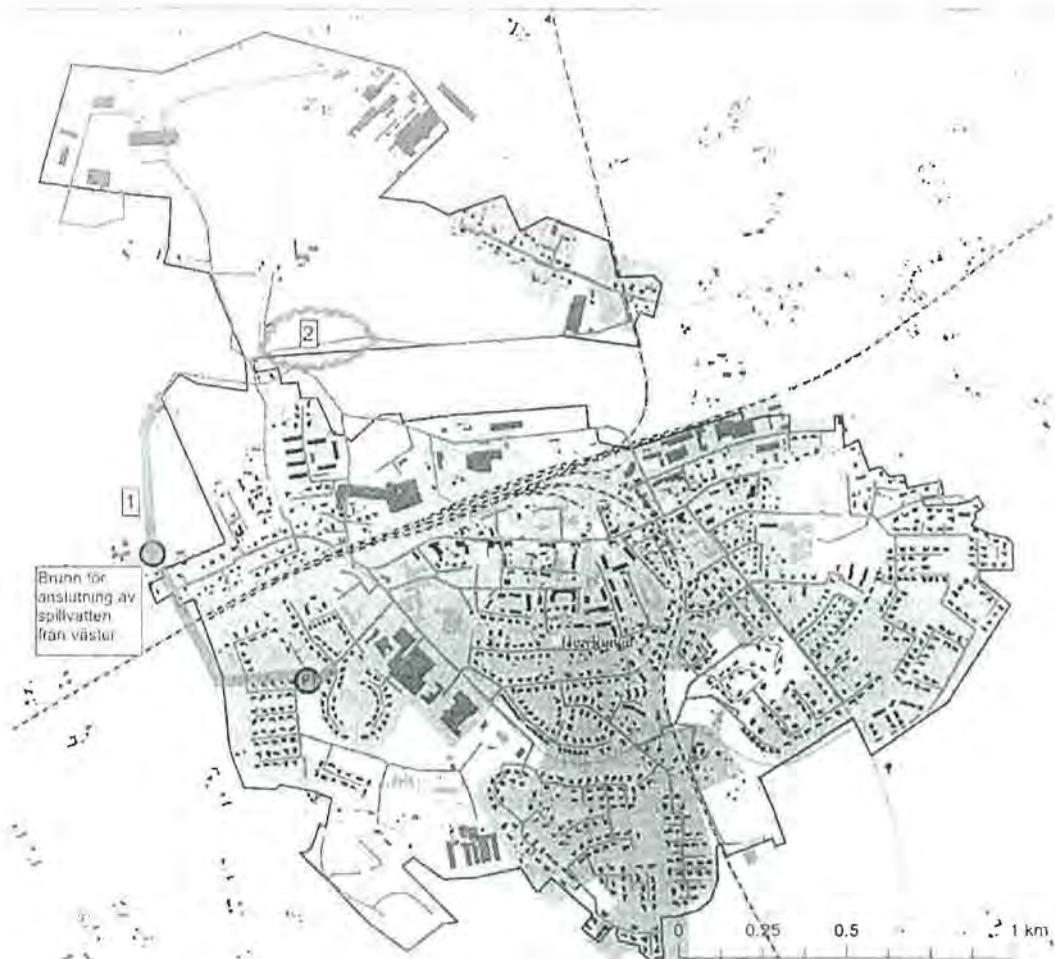 2
1
Brunn för
anslutning av
spillvatten
från väster
P
0
0.25
0.5
1 km